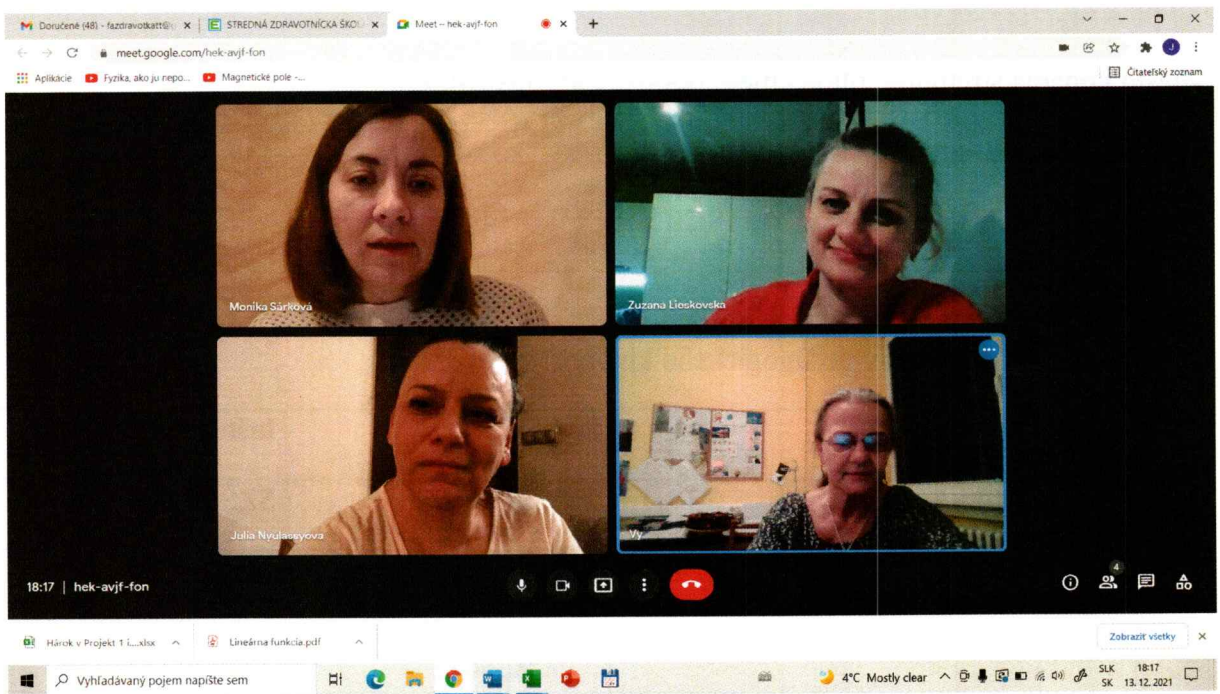 Doručené (48) - fazdravotkatt@
STREDNÁ ZDRAVOTNÍCKA ŠKOL
Meet – hek-avjf-fon
meet.google.com/hek-avjf-fon
J
Aplikácie
Fyzika, ako ju nepo...
Magnetické pole -...
Čitateľský zoznam
Monika Šárková
Zuzana Lieskovska
Julia Nyulassyova
Vy
18:17 | hek-avjf-fon
4
Hárok v Projekt 1 i....xlsx
Lineárna funkcia.pdf
Zobraziť všetky
Vyhľadávaný pojem napíšte sem
4°C Mostly clear
SLK
SK
18:17
13. 12. 2021